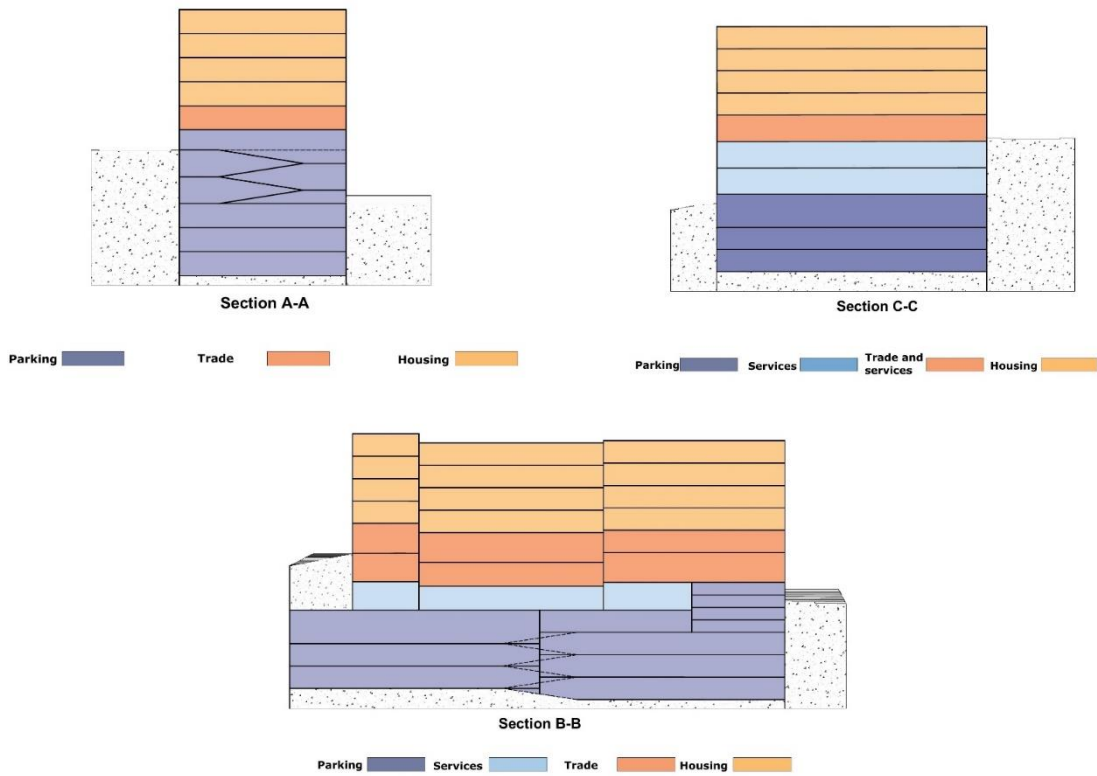 Section A-A
Section C-C
Parking Trade Housing
Parking Services Trade and services Housing
Section B-B
Parking Services Trade Housing